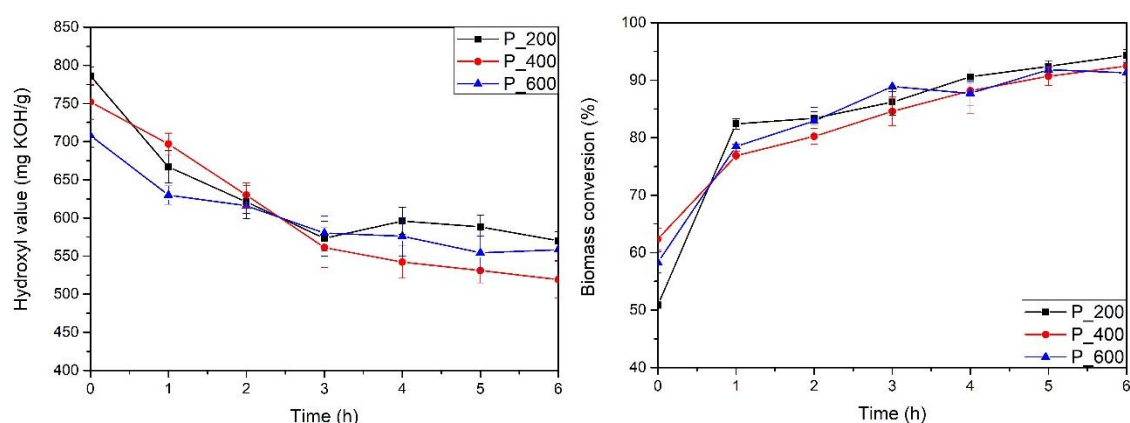 Hydroxyl value (mg KOH/g)
850
800
750
700
650
600
550
500
450
400
0 1 2 3 4 5 6
Time (h)
P_200
P_400
P_600
Biomass conversion (%)
100
90
80
70
60
50
40
0 1 2 3 4 5 6
Time (h)
P_200
P_400
P_600